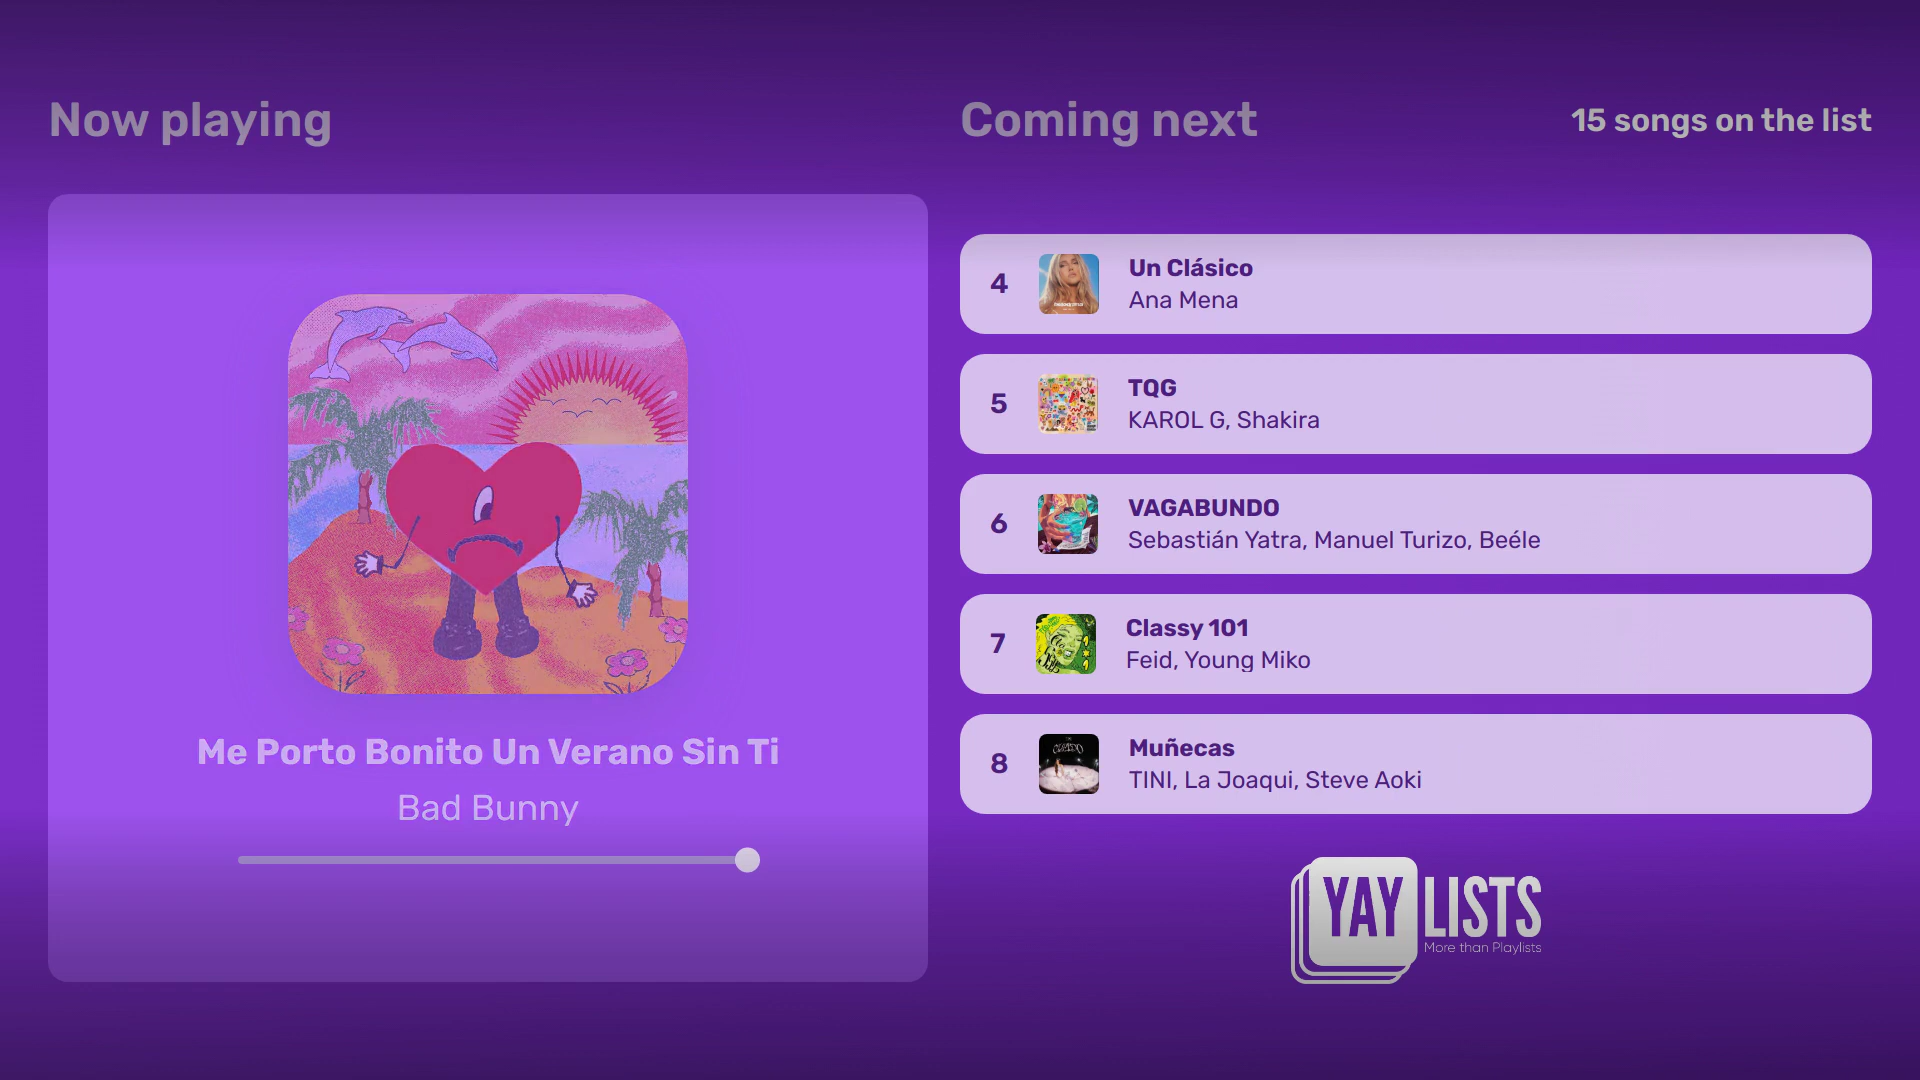 Now playing
Me Porto Bonito Un Verano Sin Ti
Bad Bunny
Coming next
15 songs on the list
4
Un Clásico
Ana Mena
5
TQG
KAROL G, Shakira
6
VAGABUNDO
Sebastián Yatra, Manuel Turizo, Beéle
7
Classy 101
Feid, Young Miko
8
Muñecas
TINI, La Joaqui, Steve Aoki
YAY LISTS
More than Playlists